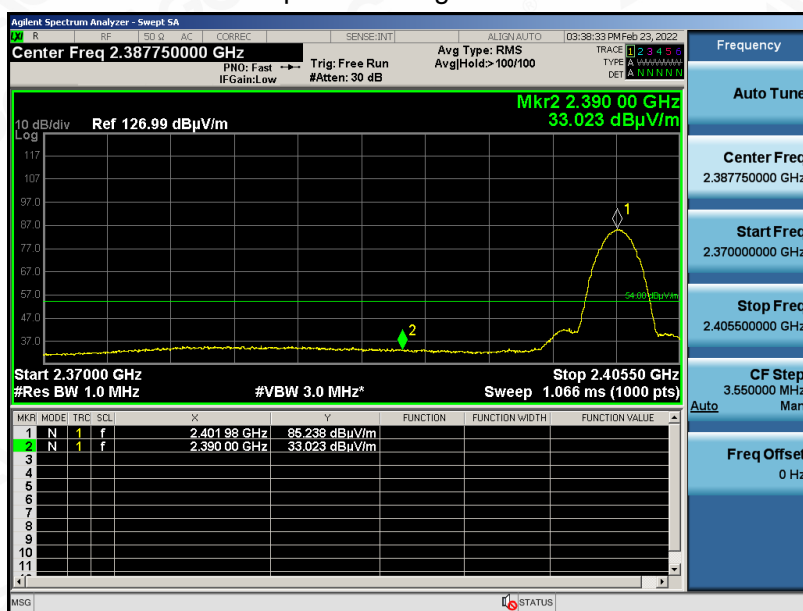 Agilent Spectrum Analyzer - Swept SA
LXI R RF 50 Ω AC CORREC SENSE:INT ALIGN AUTO 03:38:33 PM Feb 23, 2022
Center Freq 2.387750000 GHz
PNO: Fast
IFGain:Low
Trig: Free Run
#Atten: 30 dB
Avg Type: RMS
Avg|Hold:>100/100
TRACE 1 2 3 4 5 6
TYPE A WWWWW
DET A N N N N N
Mkr2 2.390 00 GHz
33.023 dBµV/m
10 dB/div Ref 126.99 dBµV/m
Log
117
107
97.0
87.0
77.0
67.0
57.0
47.0
37.0
1
54.00 dBµV/m
2
Start 2.37000 GHz Stop 2.40550 GHz
#Res BW 1.0 MHz #VBW 3.0 MHz* Sweep 1.066 ms (1000 pts)
MKR MODE TRC SCL X Y FUNCTION FUNCTION WIDTH FUNCTION VALUE
1 N 1 f 2.401 98 GHz 85.238 dBuV/m
2 N 1 f 2.390 00 GHz 33.023 dBuV/m
3
4
5
6
7
8
9
10
11
MSG STATUS
Frequency
Auto Tune
Center Freq
2.387750000 GHz
Start Freq
2.370000000 GHz
Stop Freq
2.405500000 GHz
CF Step
3.550000 MHz
Auto Man
Freq Offset
0 Hz